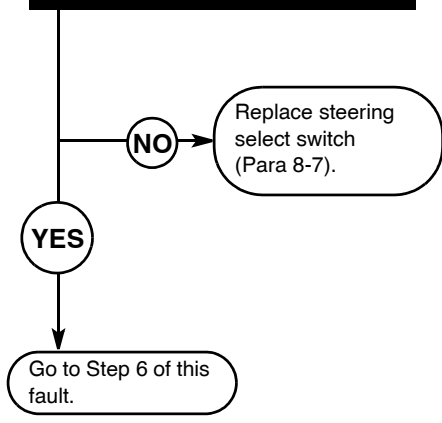 NO
Replace steering
select switch
(Para 8-7).
YES
Go to Step 6 of this
fault.